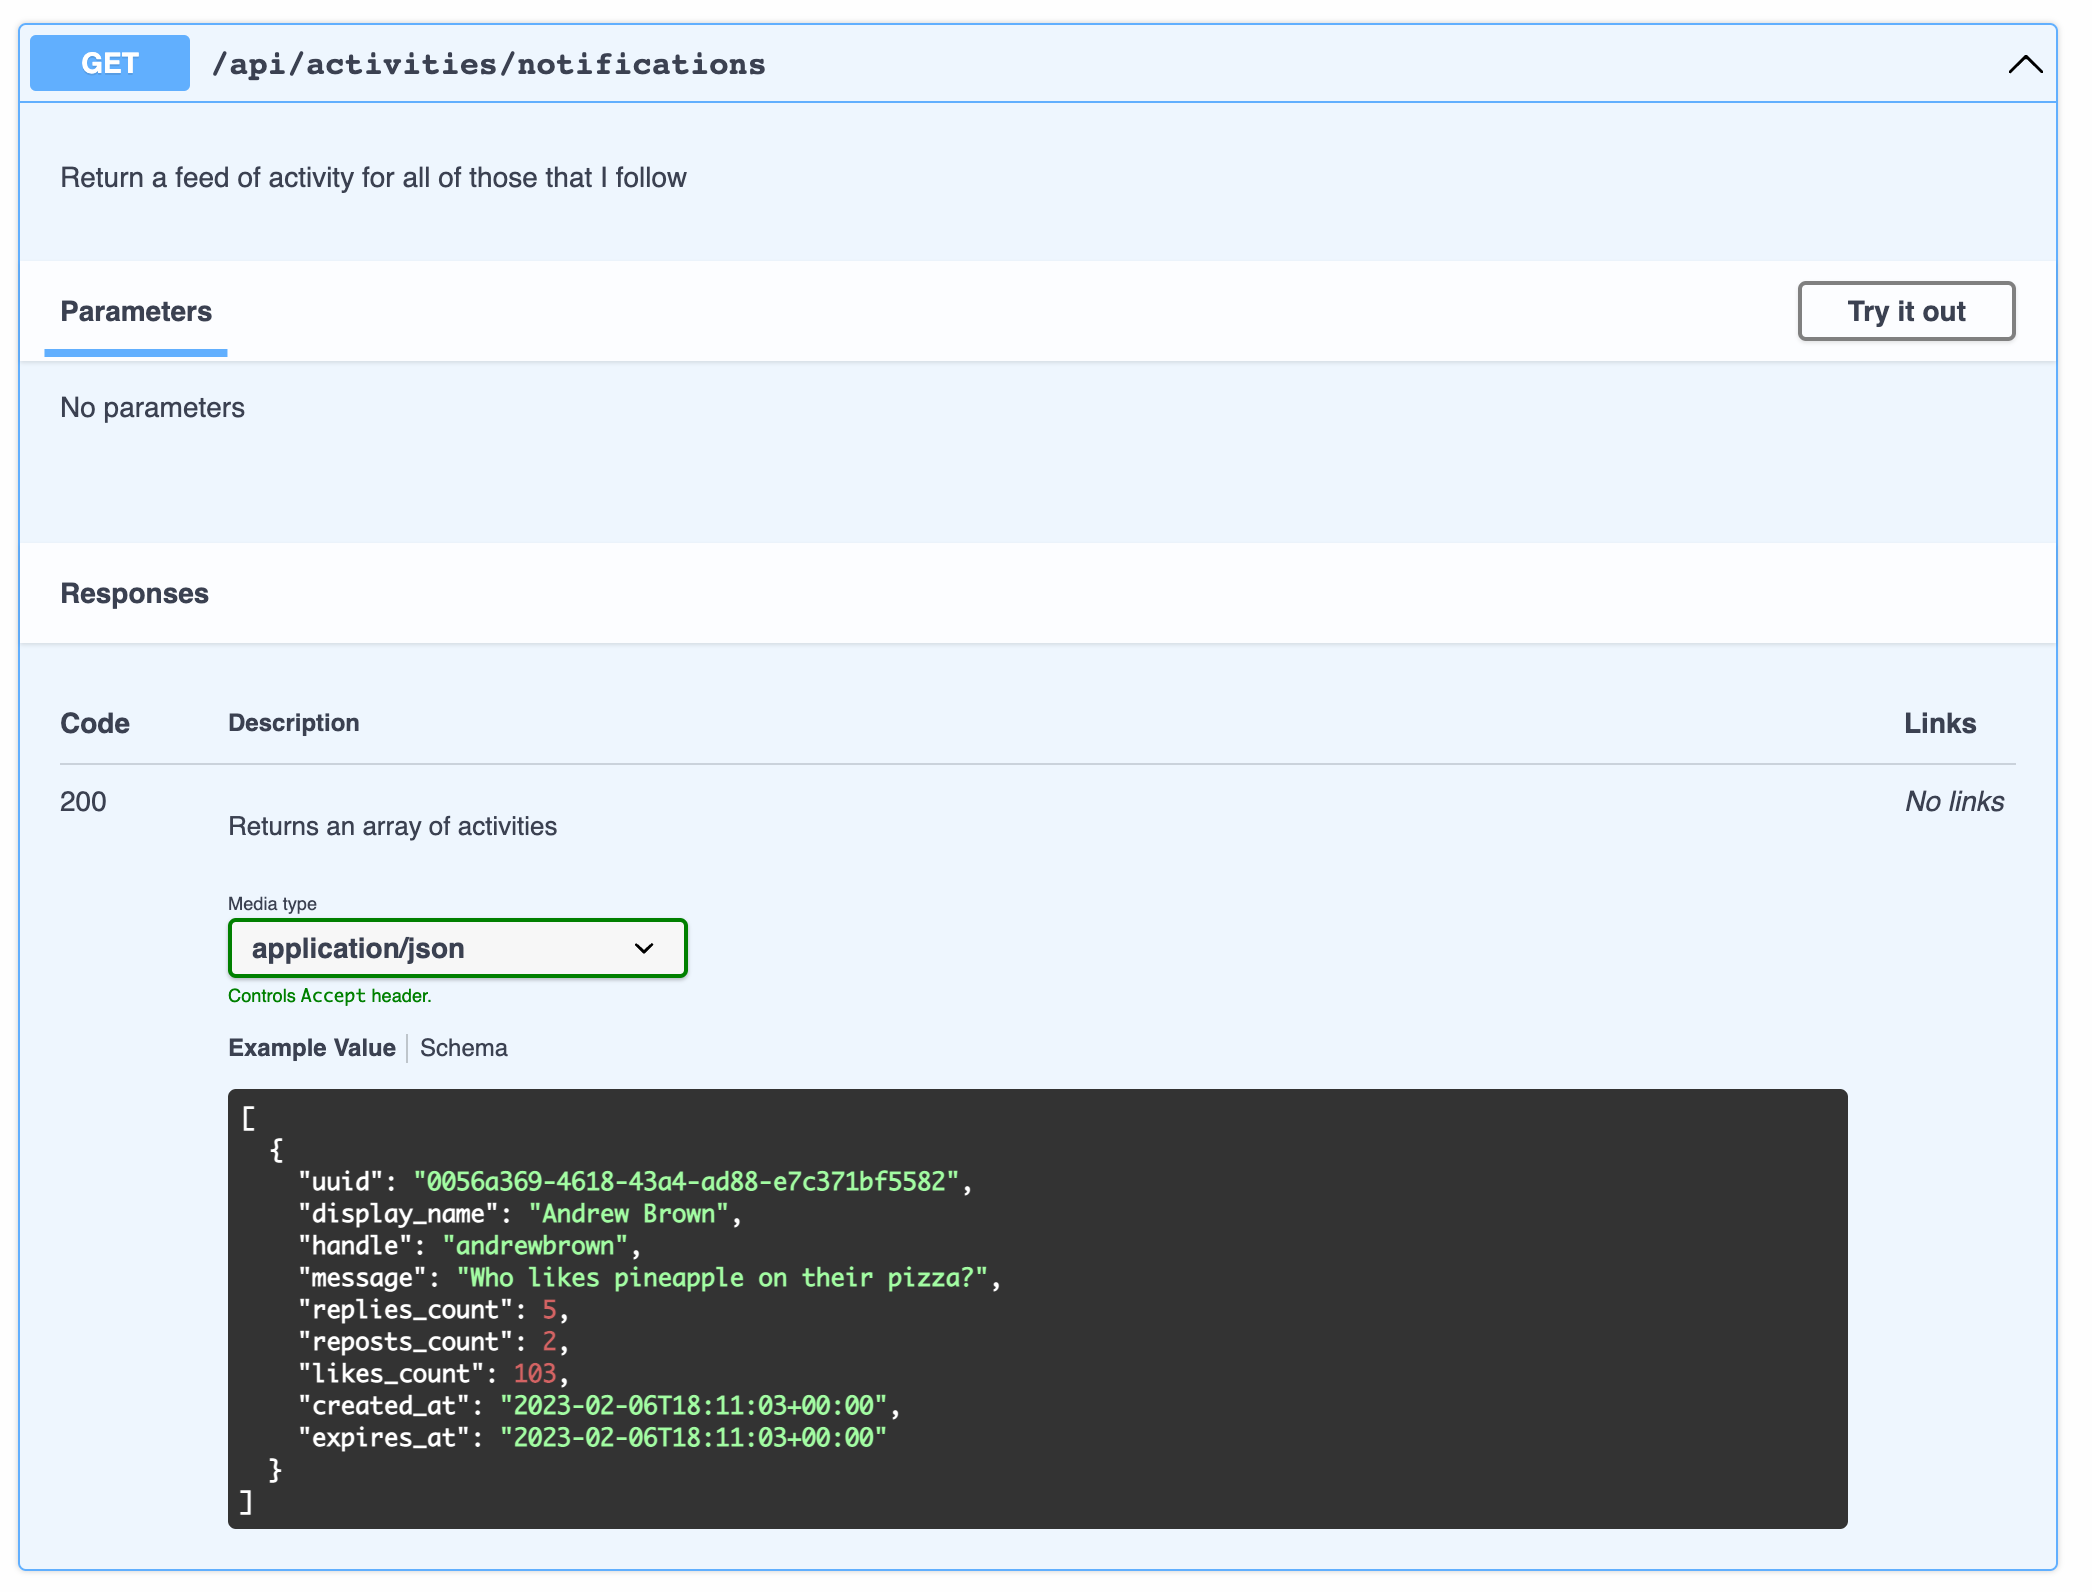 GET /api/activities/notifications
Return a feed of activity for all of those that I follow
Parameters
Try it out
No parameters
Responses
Code Description Links
200
Returns an array of activities
No links
Media type
application/json
Controls Accept header.
Example Value Schema
[
  {
    "uuid": "0056a369-4618-43a4-ad88-e7c371bf5582",
    "display_name": "Andrew Brown",
    "handle": "andrewbrown",
    "message": "Who likes pineapple on their pizza?",
    "replies_count": 5,
    "reposts_count": 2,
    "likes_count": 103,
    "created_at": "2023-02-06T18:11:03+00:00",
    "expires_at": "2023-02-06T18:11:03+00:00"
  }
]